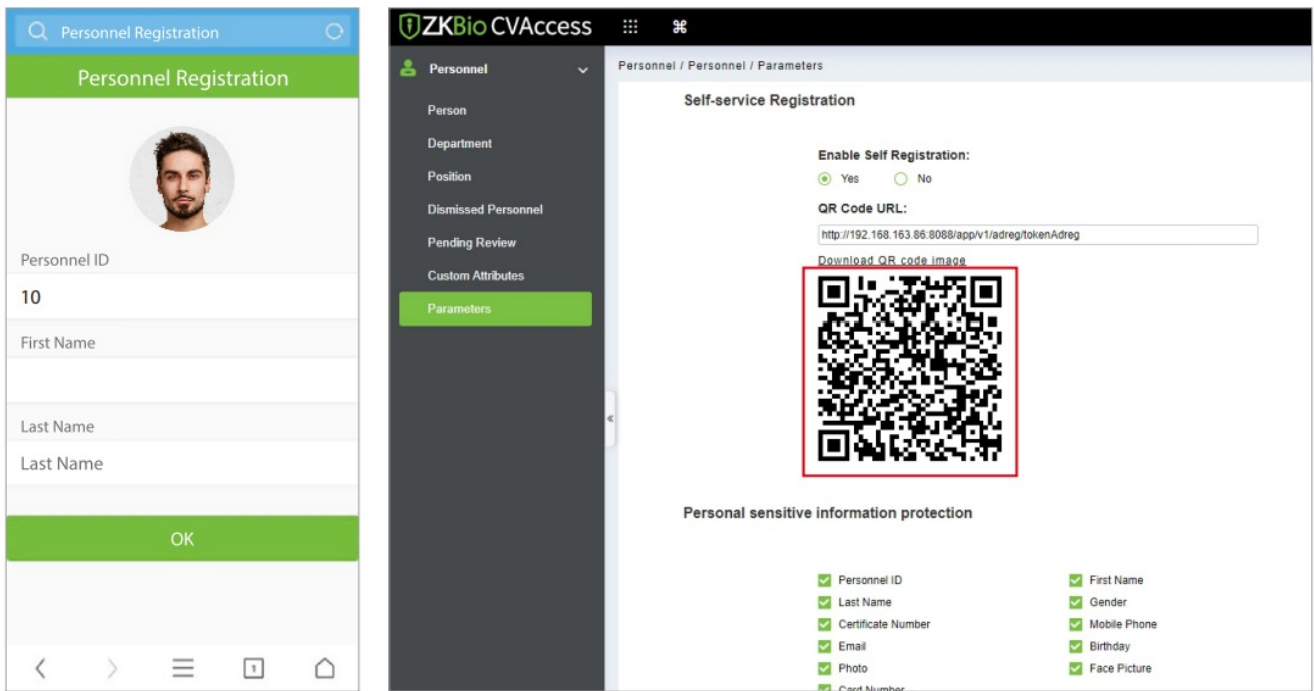 Personnel Registration
Personnel Registration
Personnel ID
10
First Name
Last Name
Last Name
OK
1
ZKBio CVAccess
Personnel
Person
Department
Position
Dismissed Personnel
Pending Review
Custom Attributes
Parameters
Personnel / Personnel / Parameters
Self-service Registration
Enable Self Registration:
Yes No
QR Code URL:
http://192.168.163.86:8088/app/v1/adreg/tokenAdreg
Download QR code image
Personal sensitive information protection
Personnel ID First Name
Last Name Gender
Certificate Number Mobile Phone
Email Birthday
Photo Face Picture
Card Number